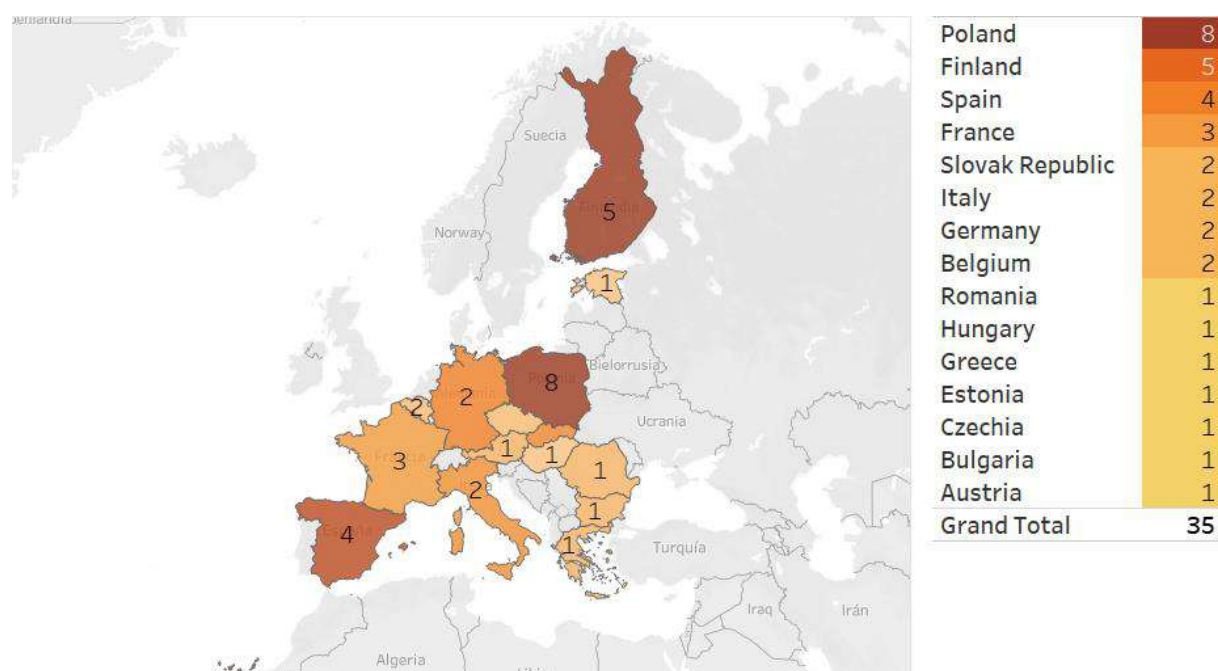 Suecia
Finlandia
5
Norway
1
Bielorrusia
8
2
2
Ucrania
3
1
1
1
2
1
4
1
Turquía
Iraq
Irán
Algeria
Poland 8
Finland 5
Spain 4
France 3
Slovak Republic 2
Italy 2
Germany 2
Belgium 2
Romania 1
Hungary 1
Greece 1
Estonia 1
Czechia 1
Bulgaria 1
Austria 1
Grand Total 35